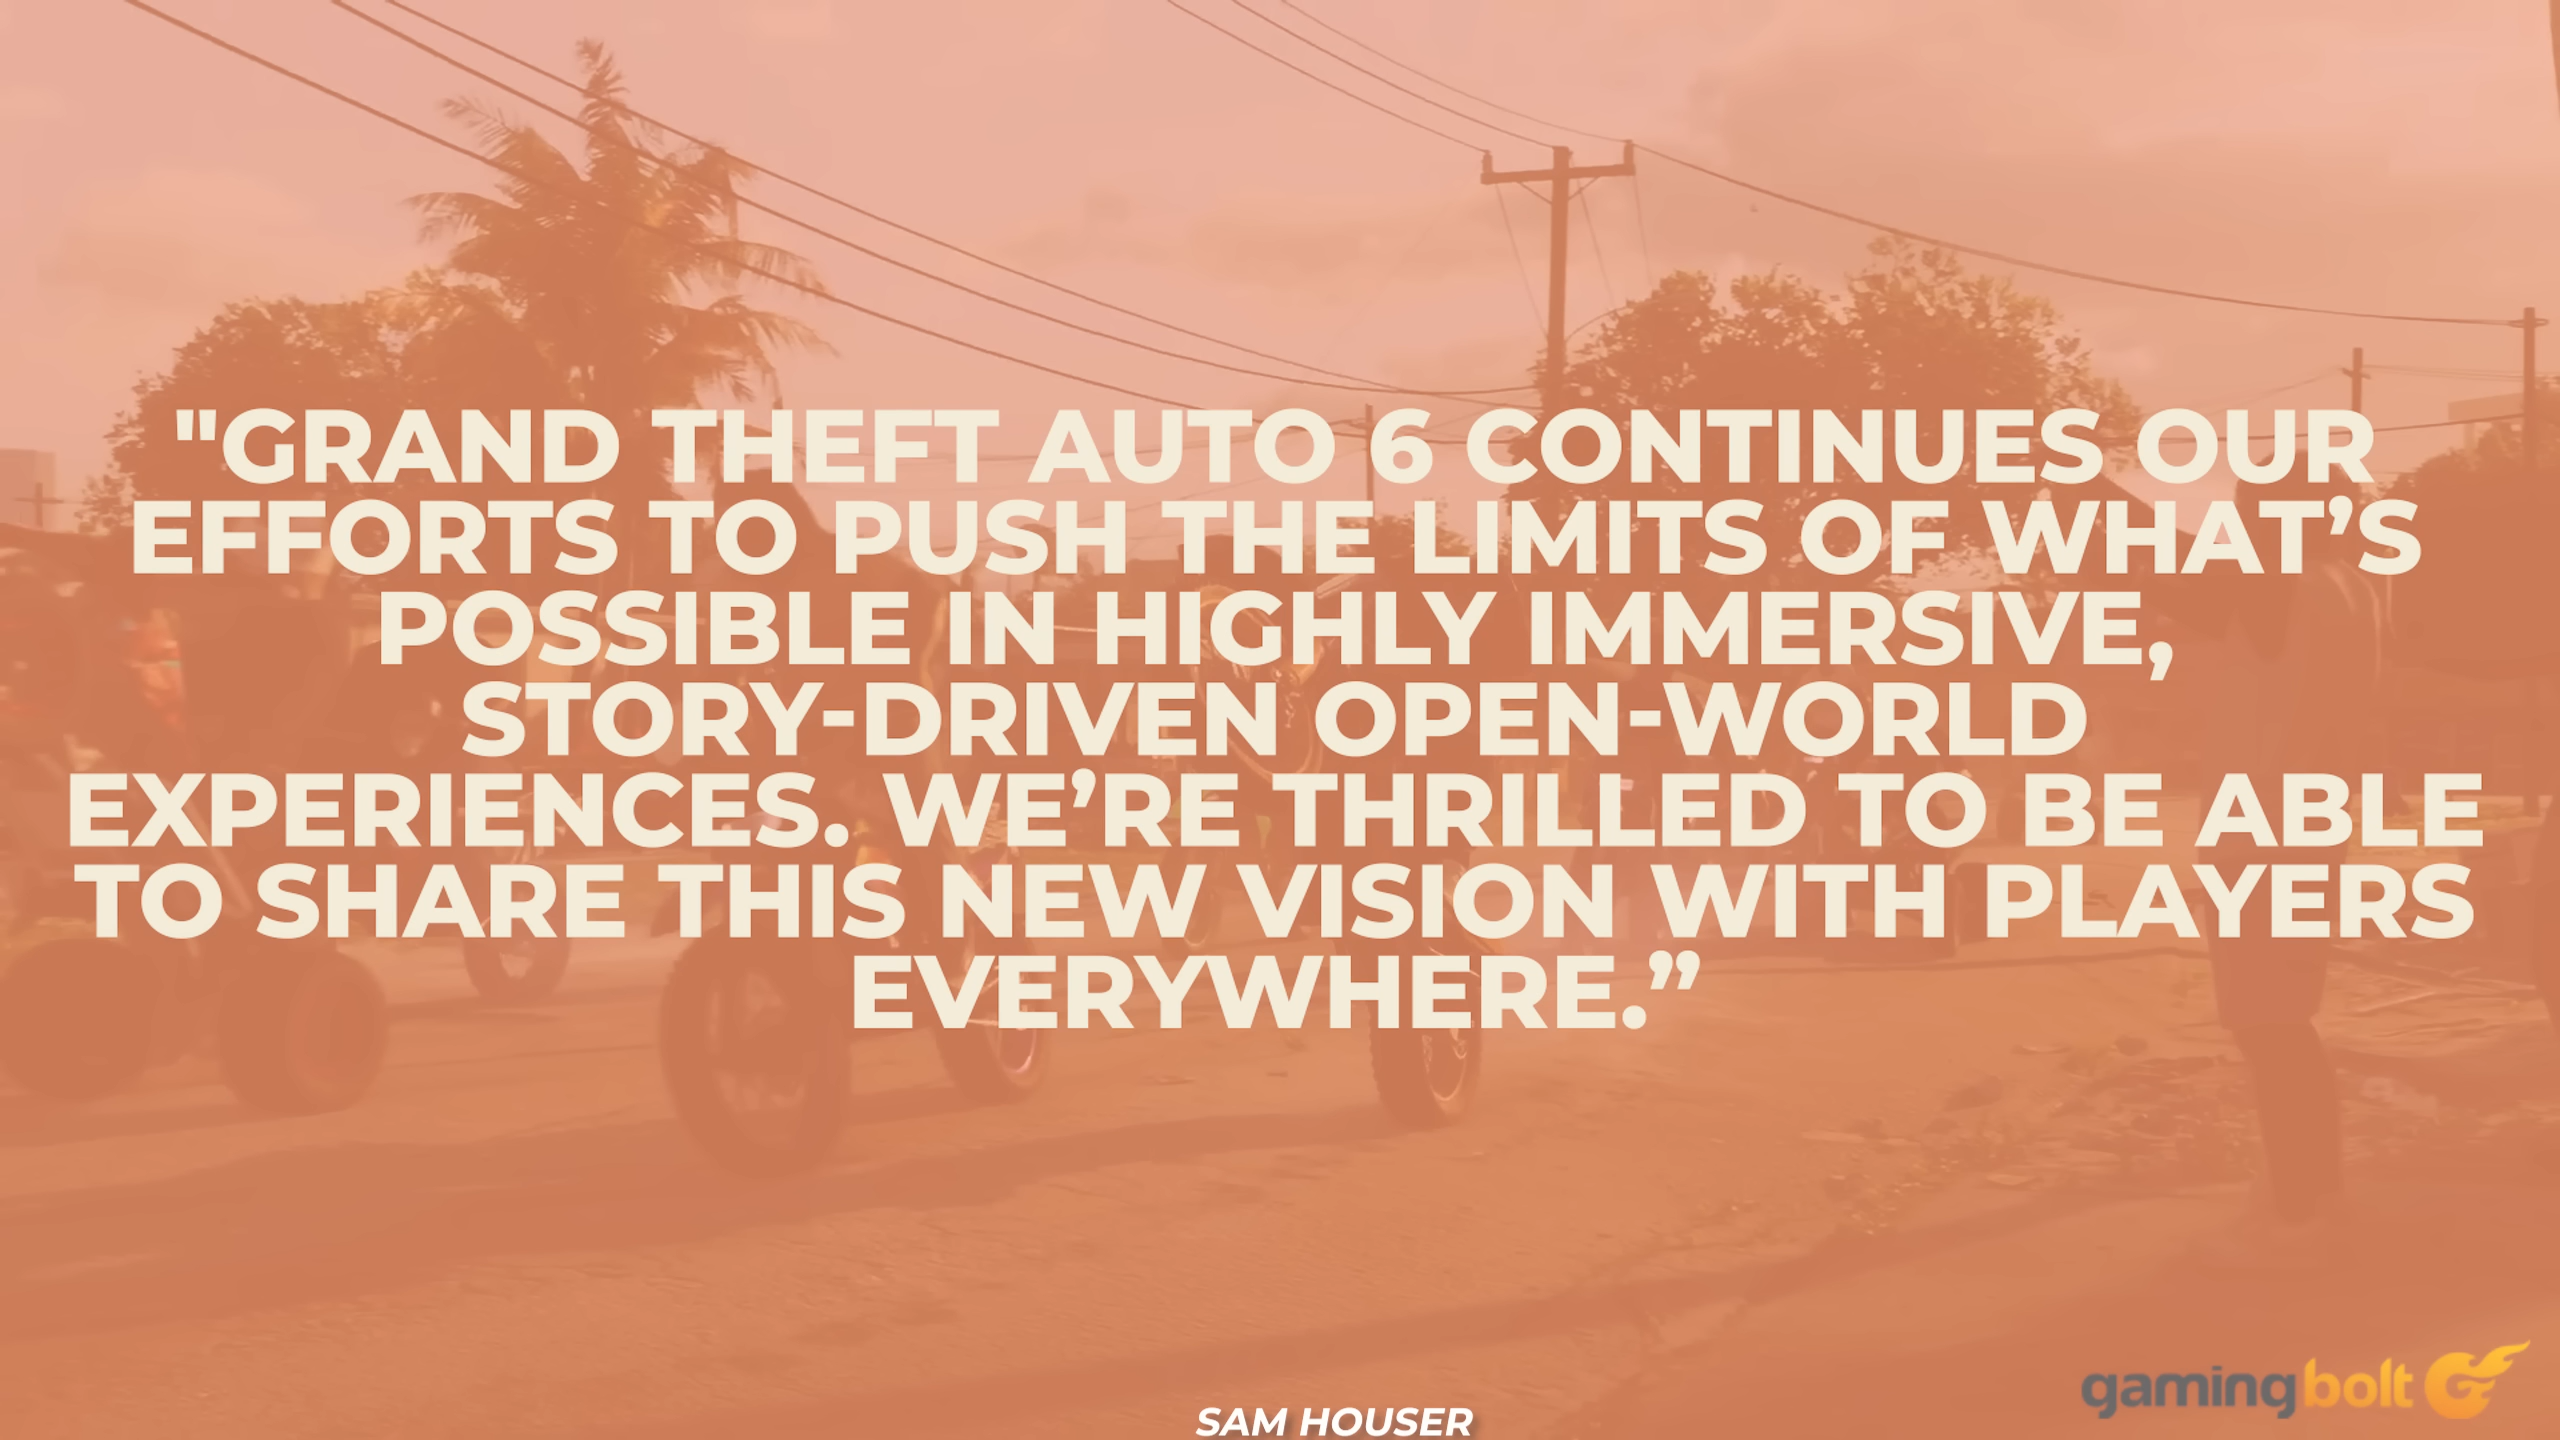 "GRAND THEFT AUTO 6 CONTINUES OUR
EFFORTS TO PUSH THE LIMITS OF WHAT’S
POSSIBLE IN HIGHLY IMMERSIVE,
STORY-DRIVEN OPEN-WORLD
EXPERIENCES. WE’RE THRILLED TO BE ABLE
TO SHARE THIS NEW VISION WITH PLAYERS
EVERYWHERE.”
gamingbolt
SAM HOUSER